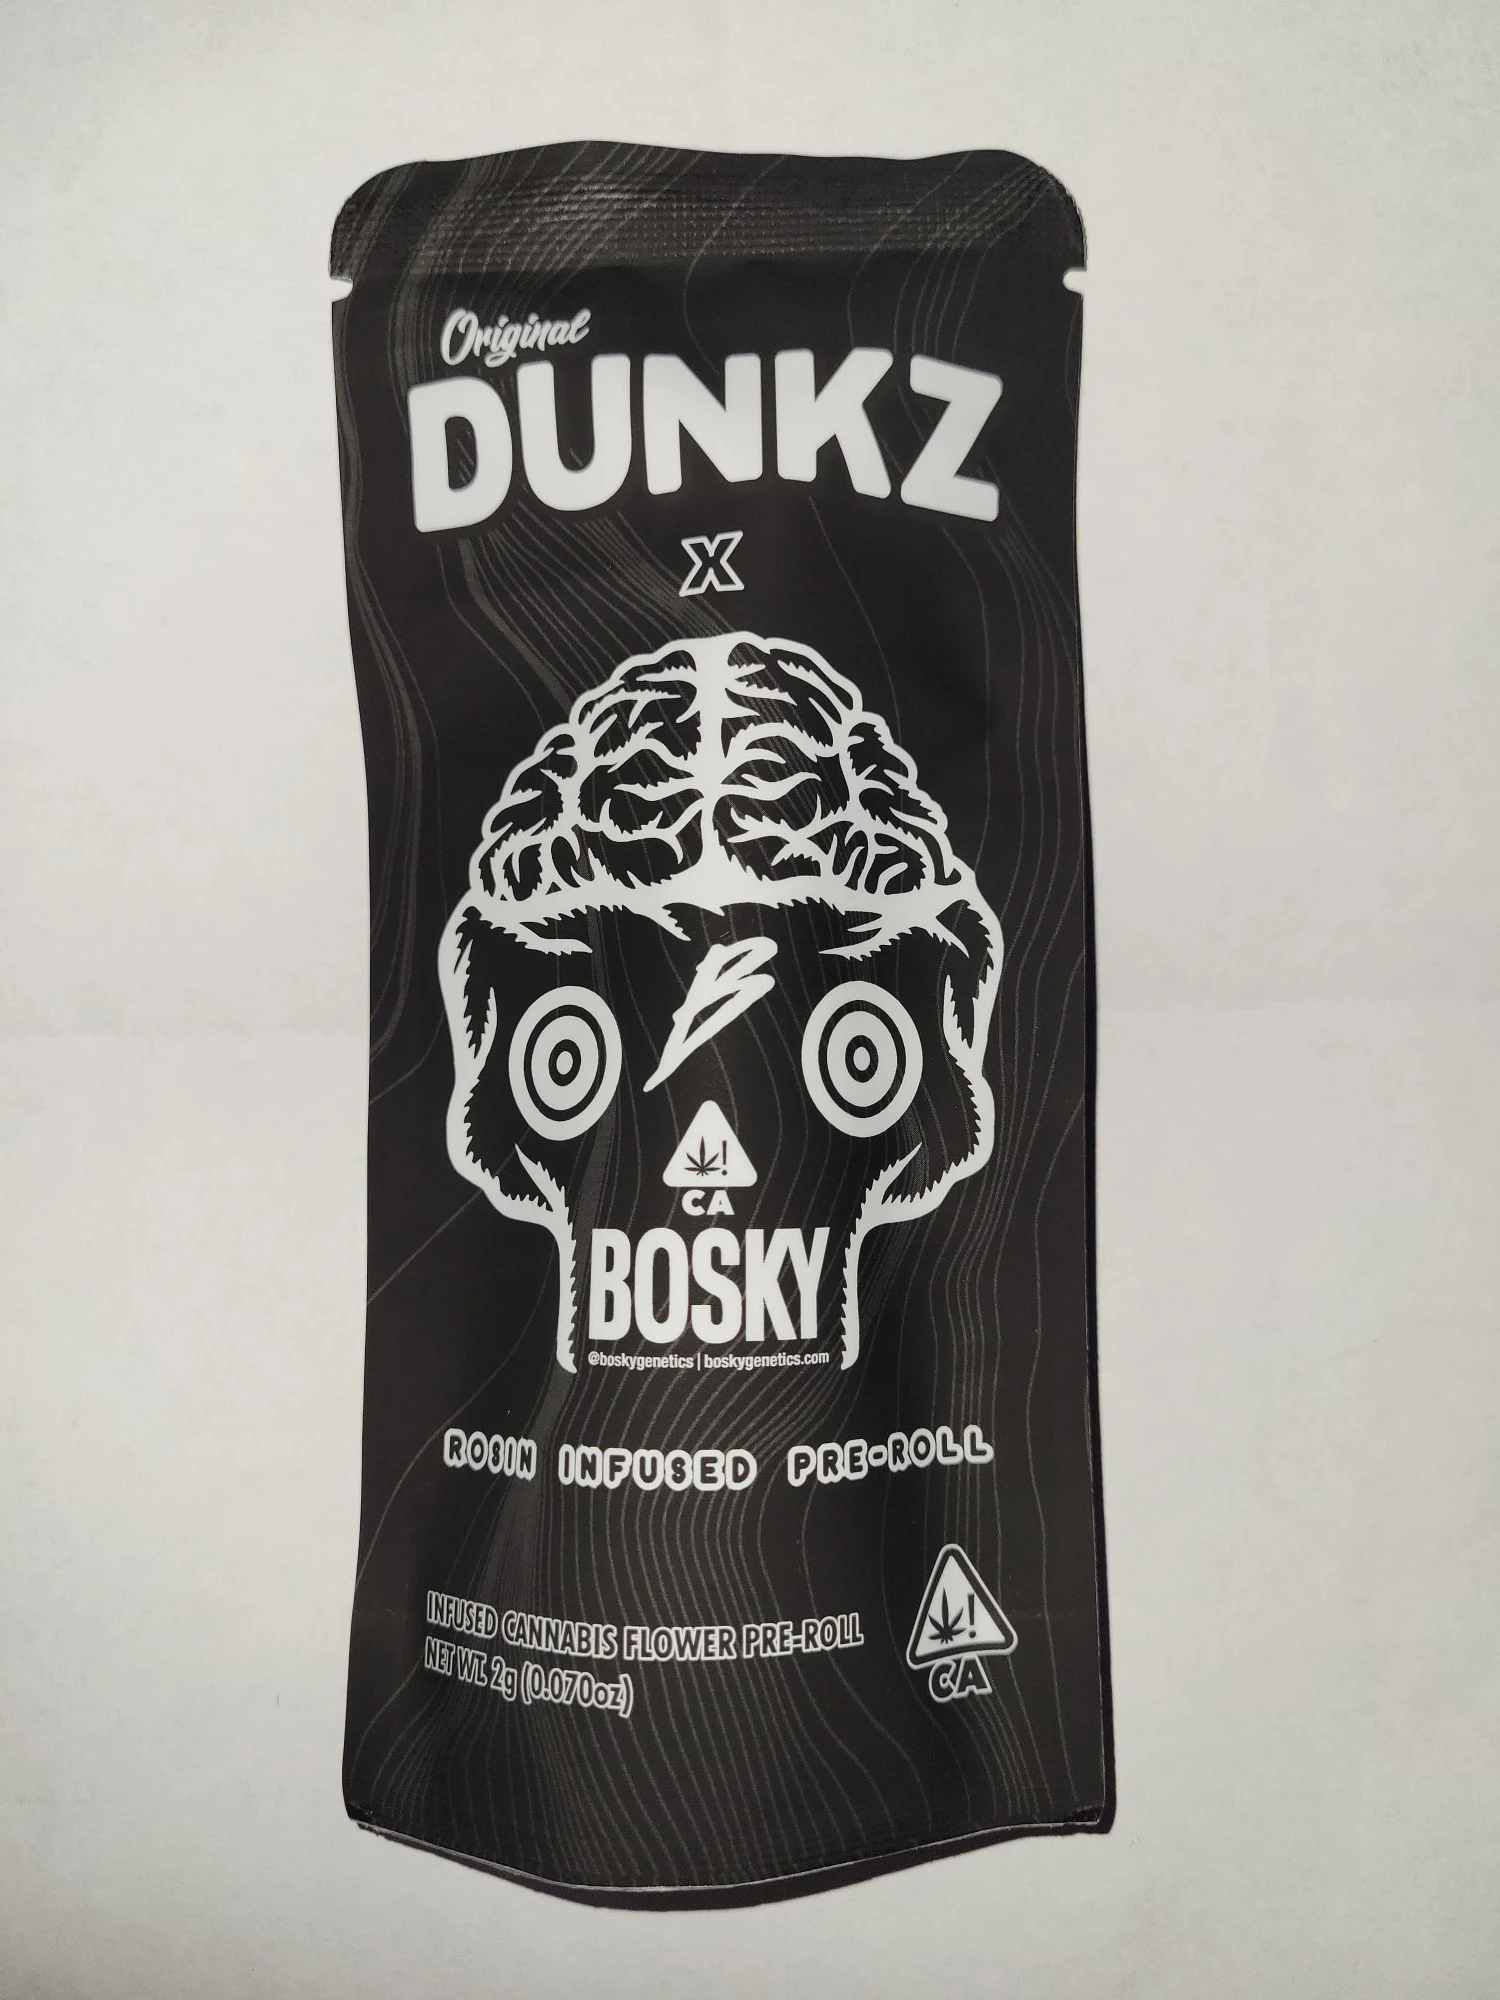 Original
DUNKZ
X
B
!
CA
BOSKY
@boskygenetics | boskygenetics.com
ROSIN INFUSED PRE-ROLL
INFUSED CANNABIS FLOWER PRE-ROLL
NET WT. 2g (0.070oz)
!
CA